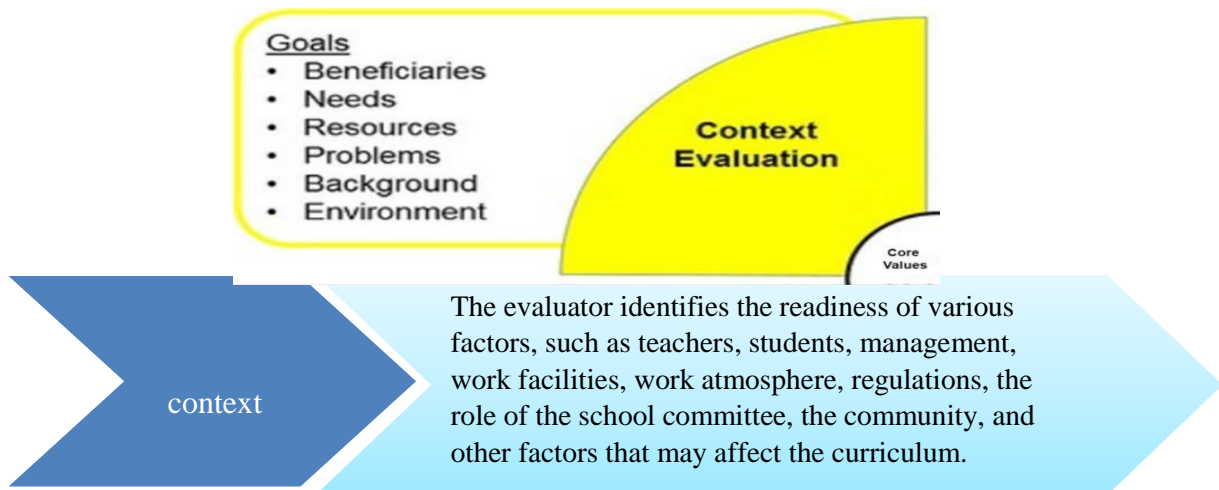 Goals
• Beneficiaries
• Needs
• Resources
• Problems
• Background
• Environment
Context
Evaluation
Core
Values
context
The evaluator identifies the readiness of various
factors, such as teachers, students, management,
work facilities, work atmosphere, regulations, the
role of the school committee, the community, and
other factors that may affect the curriculum.